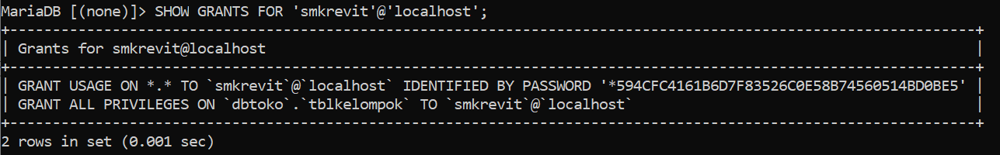 MariaDB [(none)]> SHOW GRANTS FOR 'smkrevit'@'localhost';
+----------------------------------------------------------------------------------------------------------------+
| Grants for smkrevit@localhost                                                                                  |
+----------------------------------------------------------------------------------------------------------------+
| GRANT USAGE ON *.* TO `smkrevit`@`localhost` IDENTIFIED BY PASSWORD '*594CFC4161B6D7F83526C0E58B74560514BD0BE5' |
| GRANT ALL PRIVILEGES ON `dbtoko`.`tblkelompok` TO `smkrevit`@`localhost`                                       |
+----------------------------------------------------------------------------------------------------------------+
2 rows in set (0.001 sec)